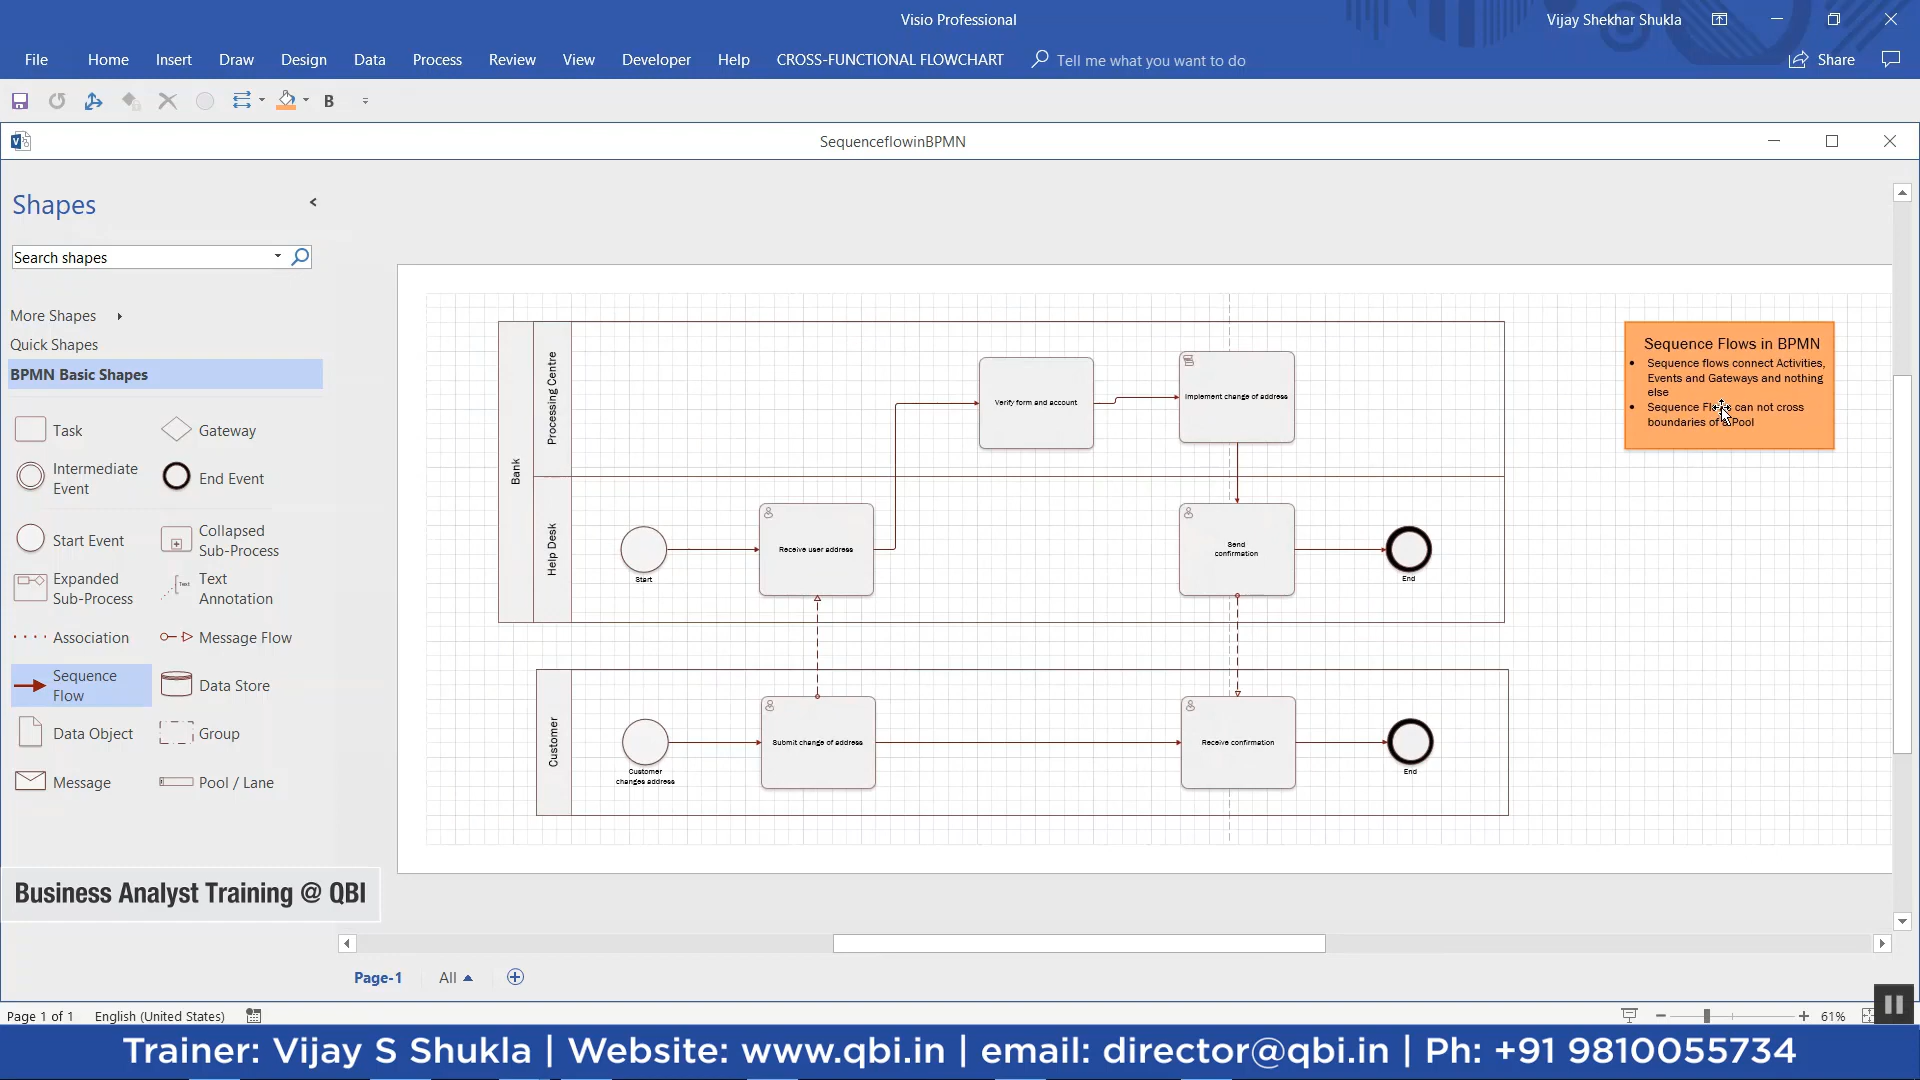 Visio Professional
Vijay Shekhar Shukla
File Home Insert Draw Design Data Process Review View Developer Help CROSS-FUNCTIONAL FLOWCHART Tell me what you want to do Share
B
SequenceflowinBPMN
Shapes
Search shapes
More Shapes
Quick Shapes
BPMN Basic Shapes
Task
Gateway
Intermediate
Event
End Event
Start Event
Collapsed
Sub-Process
Expanded
Sub-Process
Text
Text
Annotation
Association
Message Flow
Sequence
Flow
Data Store
Data Object
Group
Message
Pool / Lane
Business Analyst Training @ QBI
Bank
Processing Centre
Verify form and account
Implement change of address
Help Desk
Start
Receive user address
Send
confirmation
End
Customer
Customer
changes address
Submit change of address
Receive confirmation
End
Sequence Flows in BPMN
• Sequence flows connect Activities,
Events and Gateways and nothing
else
• Sequence Flows can not cross
boundaries of a Pool
Page-1 All
Page 1 of 1 English (United States)
61%
Trainer: Vijay S Shukla | Website: www.qbi.in | email: director@qbi.in | Ph: +91 9810055734